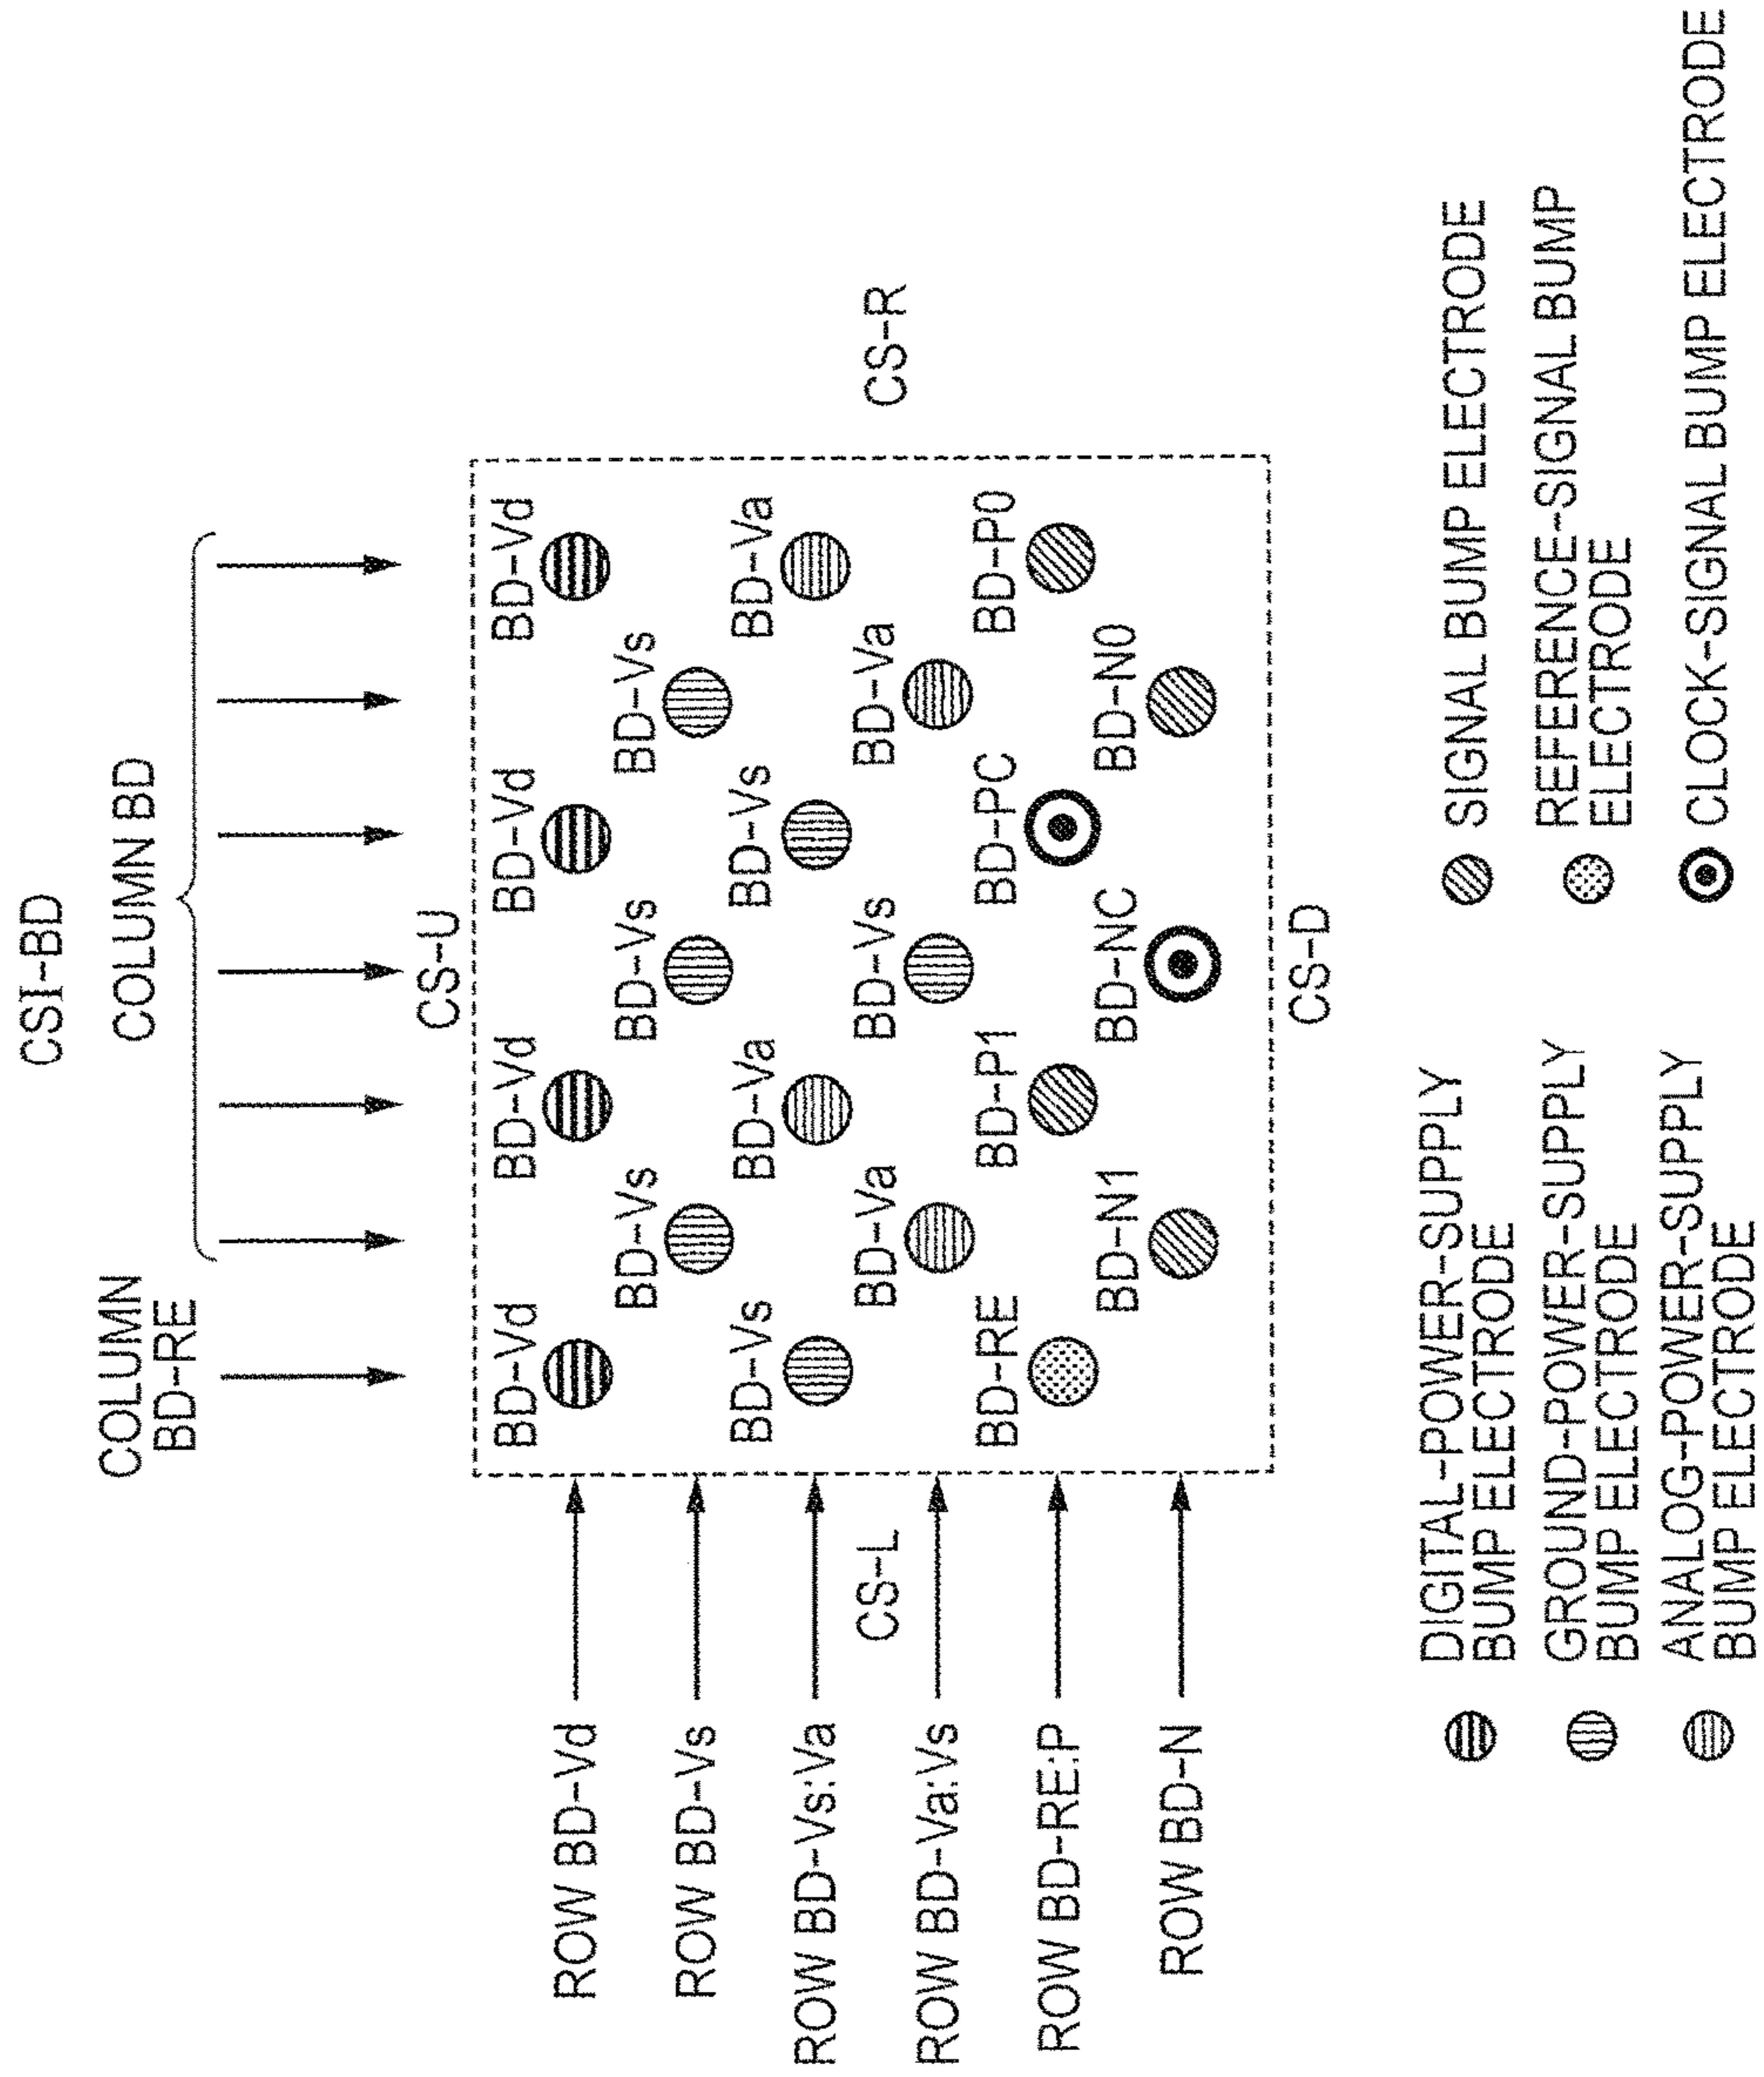 CSI-BD
COLUMN
BD-RE
COLUMN BD
CS-U
ROW BD-Vd
BD-Vd
BD-Vd
BD-Vd
BD-Vd
ROW BD-Vs
BD-Vs
BD-Vs
BD-Vs
ROW BD-Vs:Va
BD-Vs
BD-Va
BD-Vs
BD-Va
CS-L
CS-R
ROW BD-Va:Vs
BD-Va
BD-Vs
BD-Va
ROW BD-RE:P
BD-RE
BD-P1
BD-PC
BD-P0
ROW BD-N
BD-N1
BD-NC
BD-N0
CS-D
DIGITAL-POWER-SUPPLY
BUMP ELECTRODE
GROUND-POWER-SUPPLY
BUMP ELECTRODE
ANALOG-POWER-SUPPLY
BUMP ELECTRODE
SIGNAL BUMP ELECTRODE
REFERENCE-SIGNAL BUMP
ELECTRODE
CLOCK-SIGNAL BUMP ELECTRODE